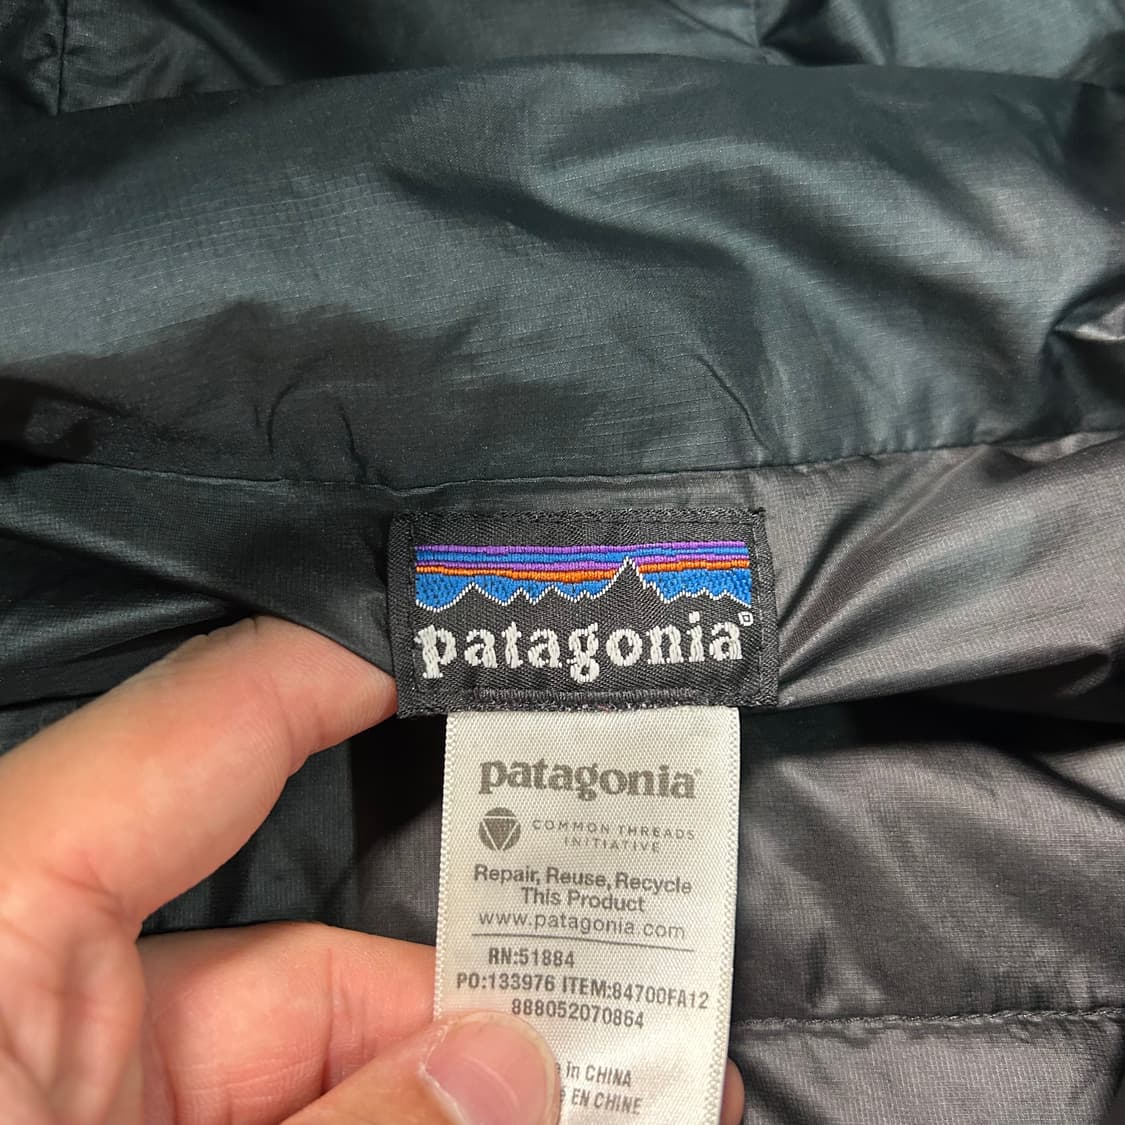 patagonia®
patagonia®
COMMON THREADS
INITIATIVE
Repair, Reuse, Recycle
This Product
www.patagonia.com
RN:51884
PO:133976 ITEM:84700FA12
888052070864
in CHINA
EN CHINE